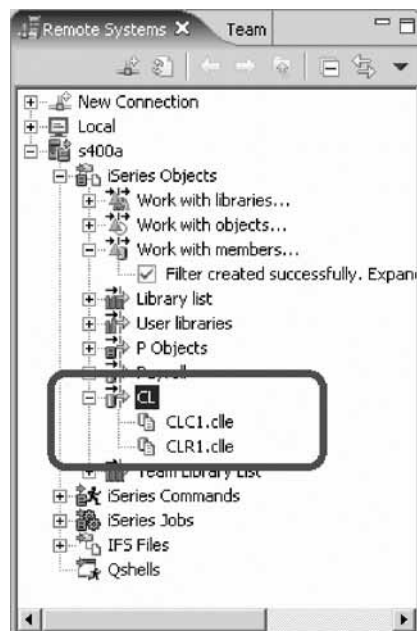 Remote Systems Team
New Connection
Local
s400a
iSeries Objects
Work with libraries...
Work with objects...
Work with members...
Filter created successfully. Expan
Library list
User libraries
P Objects
Payroll
CL
CLC1.clle
CLR1.clle
Team Library List
iSeries Commands
iSeries Jobs
IFS Files
Qshells